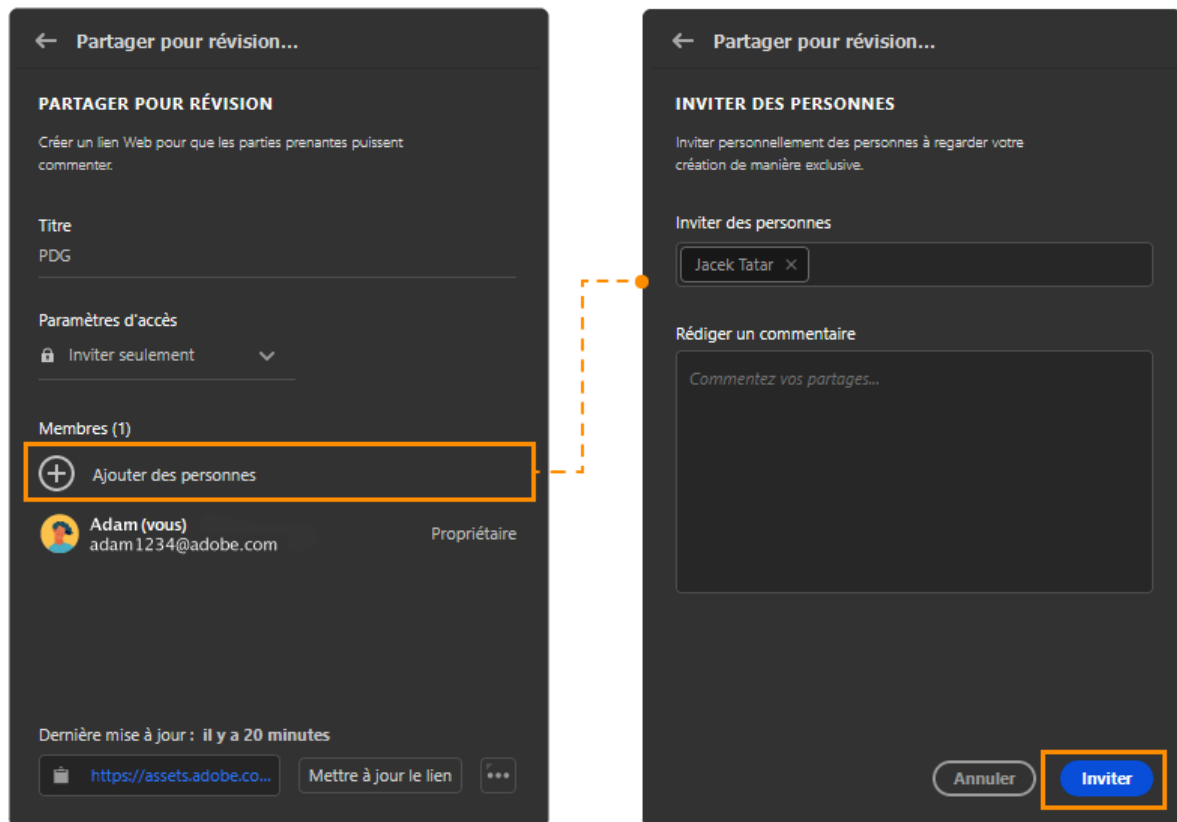 Partager pour révision...
PARTAGER POUR RÉVISION
Créer un lien Web pour que les parties prenantes puissent
commenter.
Titre
PDG
Paramètres d'accès
Inviter seulement
Membres (1)
Ajouter des personnes
Adam (vous)
adam1234@adobe.com
Propriétaire
Dernière mise à jour : il y a 20 minutes
https://assets.adobe.co...
Mettre à jour le lien
Partager pour révision...
INVITER DES PERSONNES
Inviter personnellement des personnes à regarder votre
création de manière exclusive.
Inviter des personnes
Jacek Tatar
Rédiger un commentaire
Commentez vos partages...
Annuler
Inviter